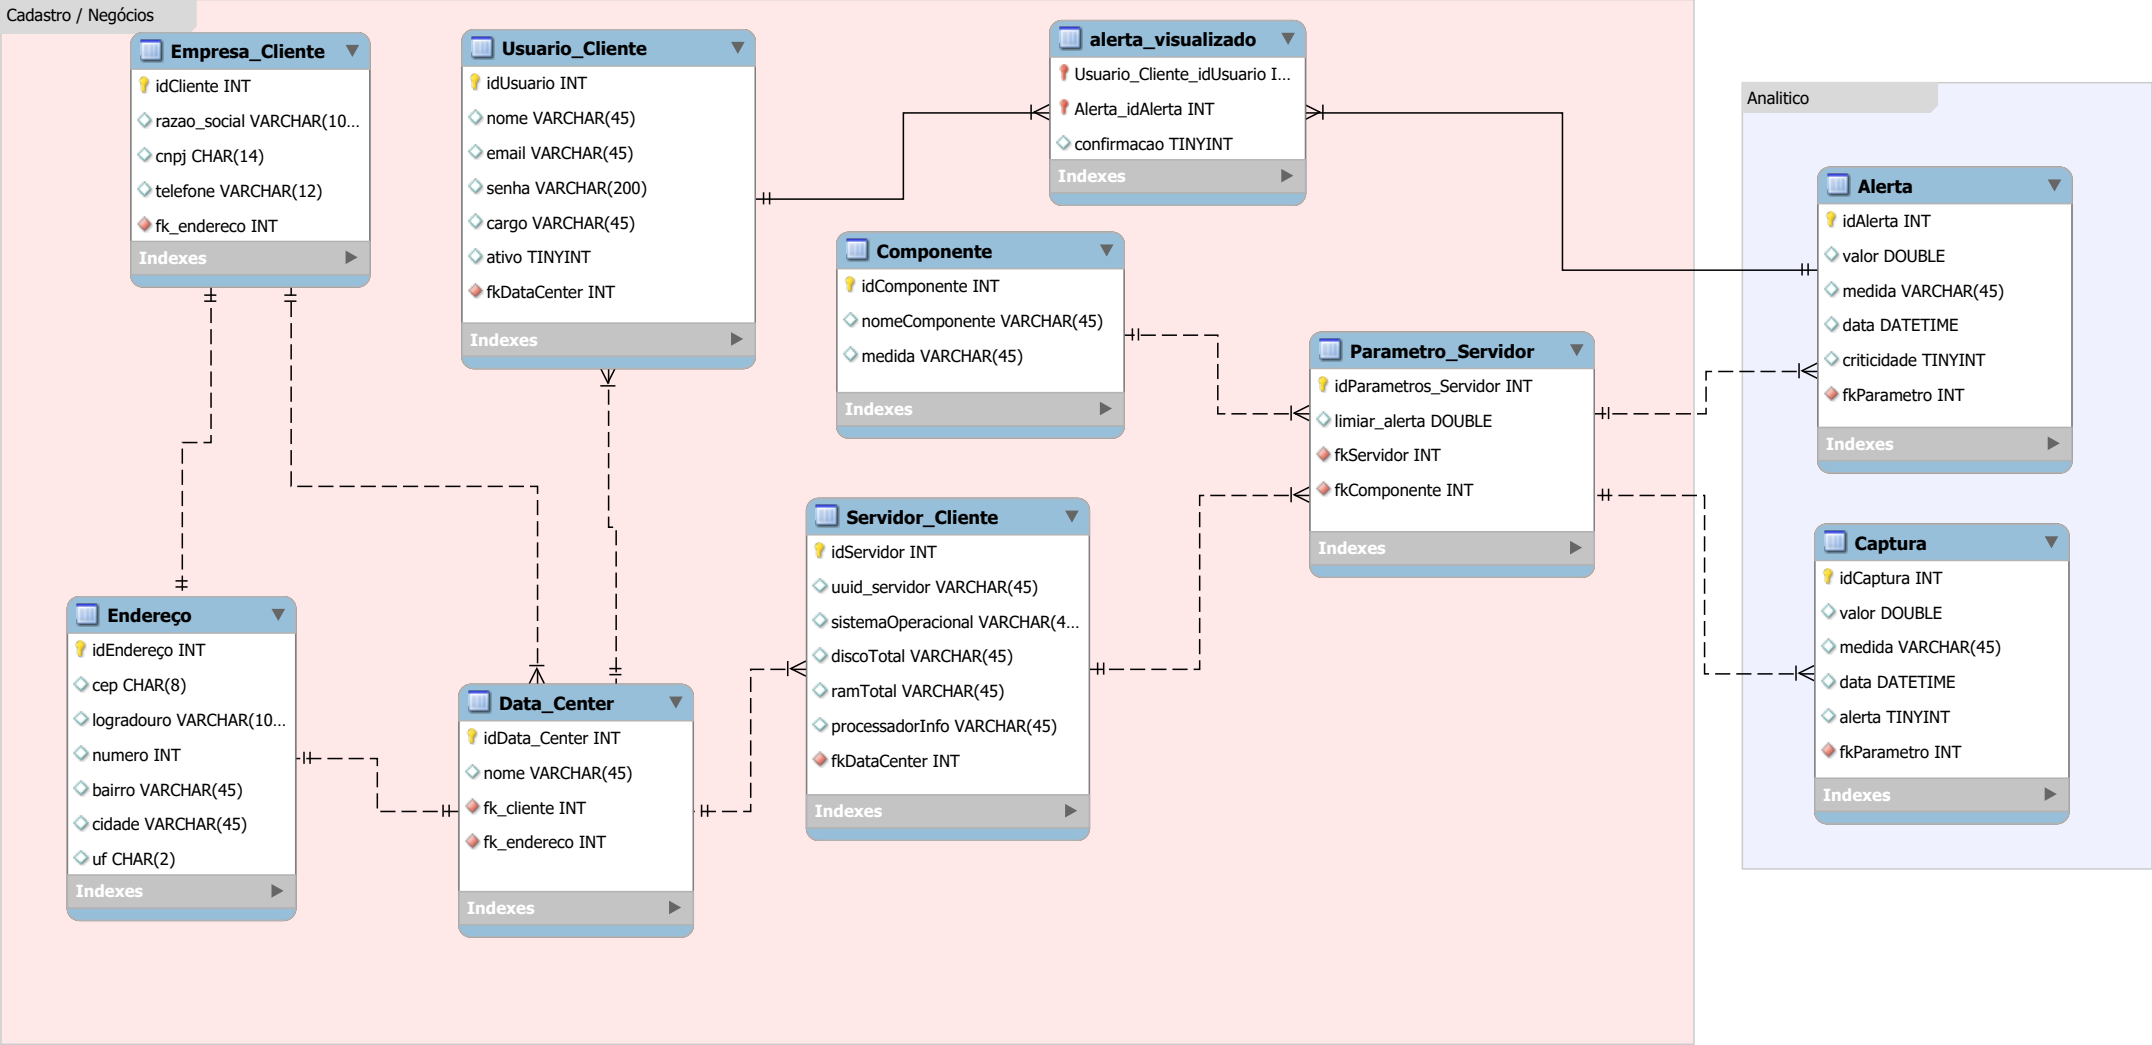 Cadastro / Negócios
Empresa_Cliente
idCliente INT
razao_social VARCHAR(10...
cnpj CHAR(14)
telefone VARCHAR(12)
fk_endereco INT
Indexes
Usuario_Cliente
idUsuario INT
nome VARCHAR(45)
email VARCHAR(45)
senha VARCHAR(200)
cargo VARCHAR(45)
ativo TINYINT
fkDataCenter INT
Indexes
alerta_visualizado
Usuario_Cliente_idUsuario I...
Alerta_idAlerta INT
confirmacao TINYINT
Indexes
Componente
idComponente INT
nomeComponente VARCHAR(45)
medida VARCHAR(45)
Indexes
Parametro_Servidor
idParametros_Servidor INT
limiar_alerta DOUBLE
fkServidor INT
fkComponente INT
Indexes
Servidor_Cliente
idServidor INT
uuid_servidor VARCHAR(45)
sistemaOperacional VARCHAR(4...
discoTotal VARCHAR(45)
ramTotal VARCHAR(45)
processadorInfo VARCHAR(45)
fkDataCenter INT
Indexes
Endereço
idEndereço INT
cep CHAR(8)
logradouro VARCHAR(10...
numero INT
bairro VARCHAR(45)
cidade VARCHAR(45)
uf CHAR(2)
Indexes
Data_Center
idData_Center INT
nome VARCHAR(45)
fk_cliente INT
fk_endereco INT
Indexes
Analitico
Alerta
idAlerta INT
valor DOUBLE
medida VARCHAR(45)
data DATETIME
criticidade TINYINT
fkParametro INT
Indexes
Captura
idCaptura INT
valor DOUBLE
medida VARCHAR(45)
data DATETIME
alerta TINYINT
fkParametro INT
Indexes